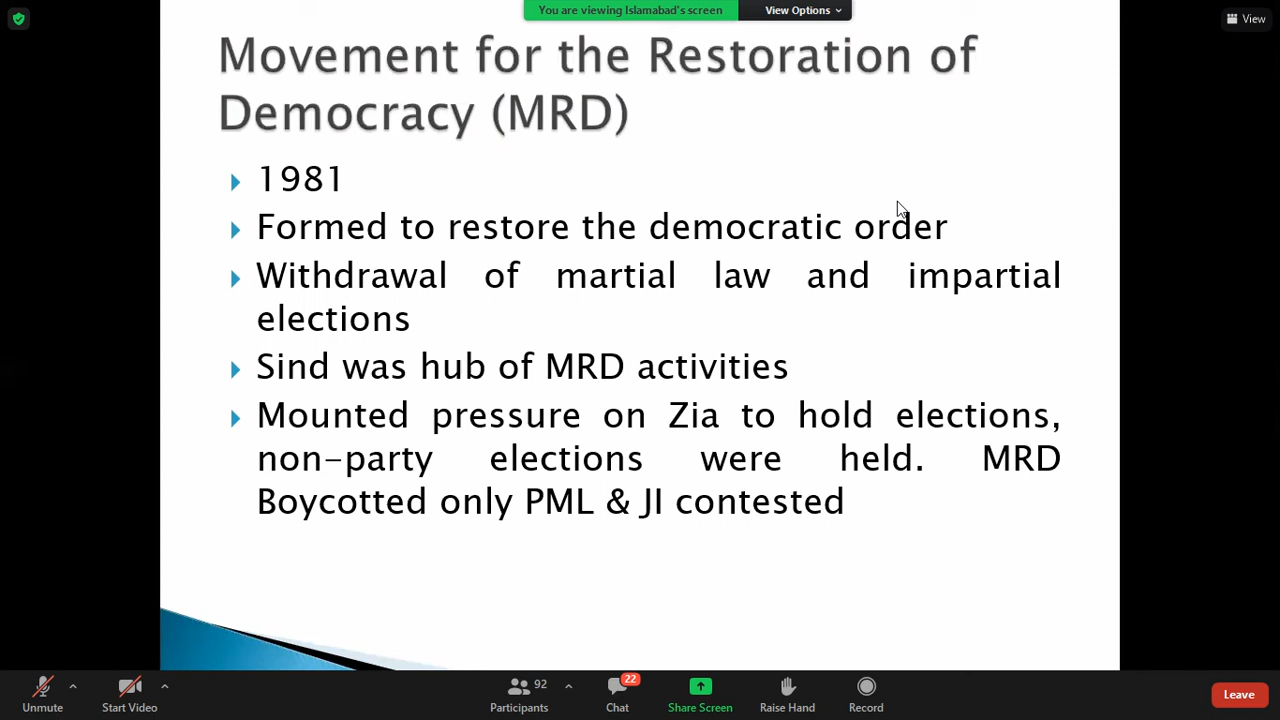 You are viewing Islamabad's screen
View Options
View
Movement for the Restoration of
Democracy (MRD)
1981
Formed to restore the democratic order
Withdrawal of martial law and impartial
elections
Sind was hub of MRD activities
Mounted pressure on Zia to hold elections,
non-party elections were held. MRD
Boycotted only PML & JI contested
Unmute
Start Video
92
Participants
22
Chat
Share Screen
Raise Hand
Record
Leave